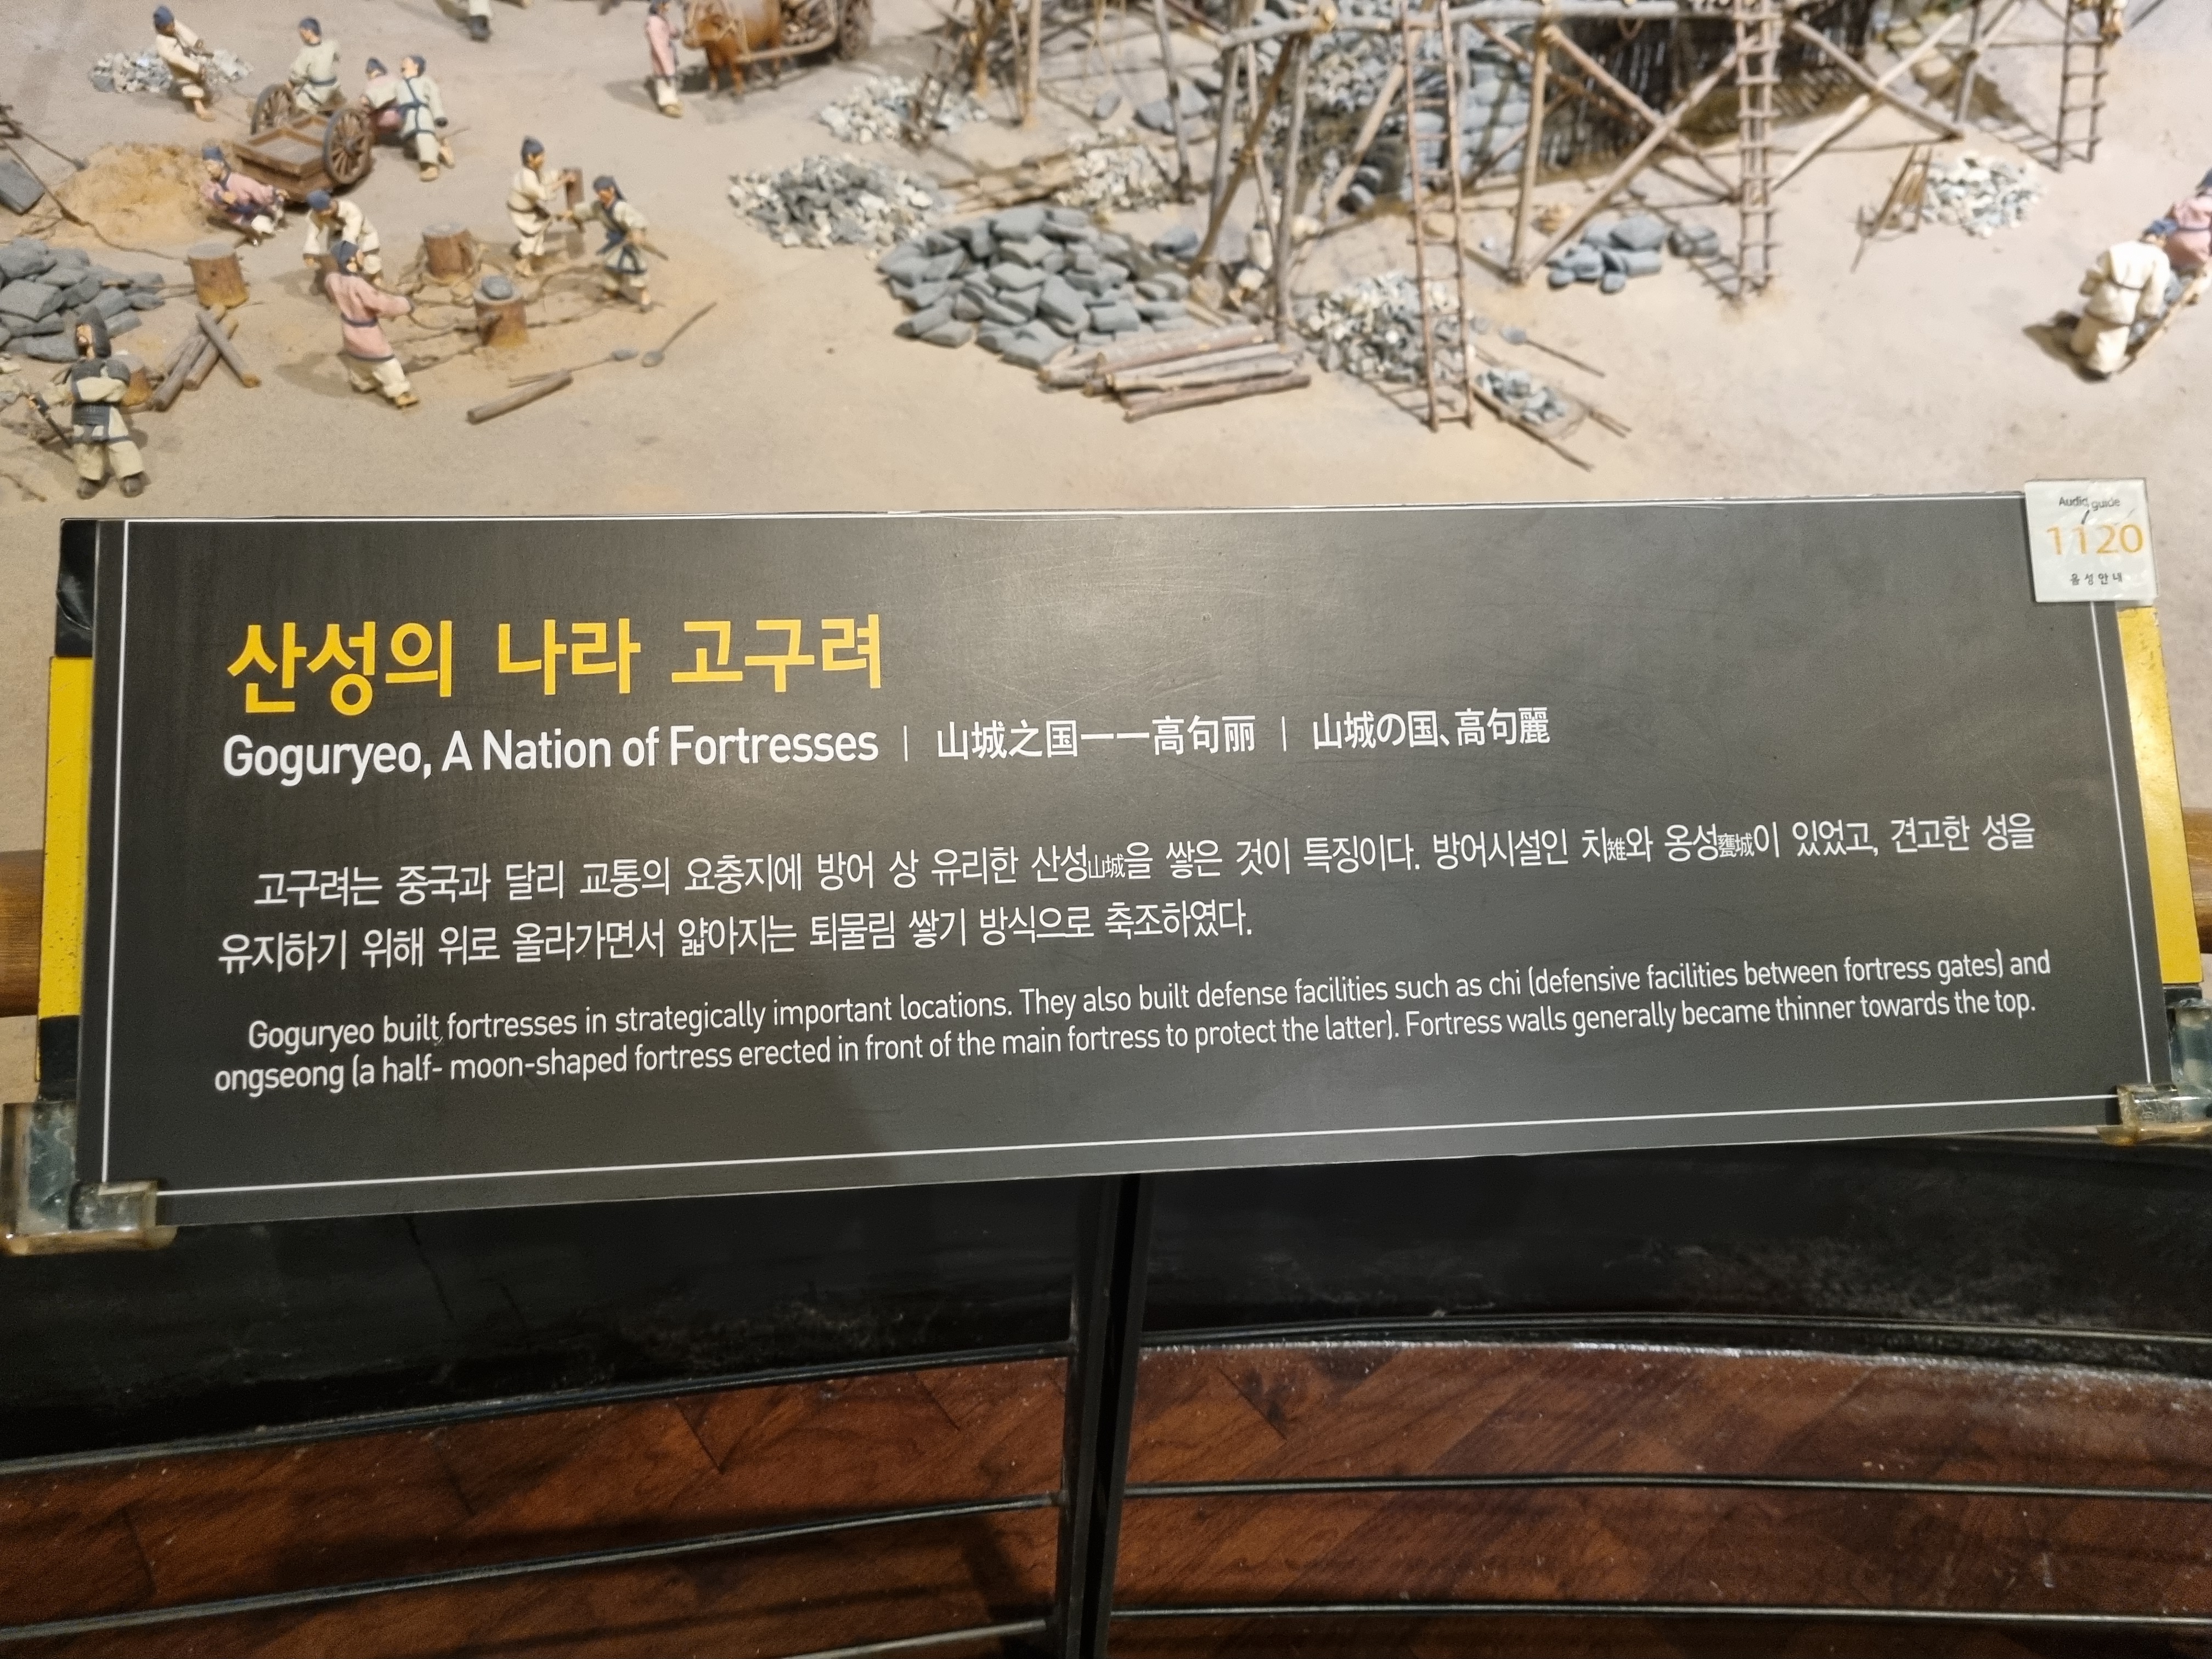 Audio guide
1120
음성안내
산성의 나라 고구려
Goguryeo, A Nation of Fortresses | 山城之国——高句丽 | 山城の国、高句麗
고구려는 중국과 달리 교통의 요충지에 방어 상 유리한 산성山城을 쌓은 것이 특징이다. 방어시설인 치雉와 옹성甕城이 있었고, 견고한 성을
유지하기 위해 위로 올라가면서 얇아지는 퇴물림 쌓기 방식으로 축조하였다.
Goguryeo built fortresses in strategically important locations. They also built defense facilities such as chi (defensive facilities between fortress gates) and
ongseong (a half- moon-shaped fortress erected in front of the main fortress to protect the latter). Fortress walls generally became thinner towards the top.